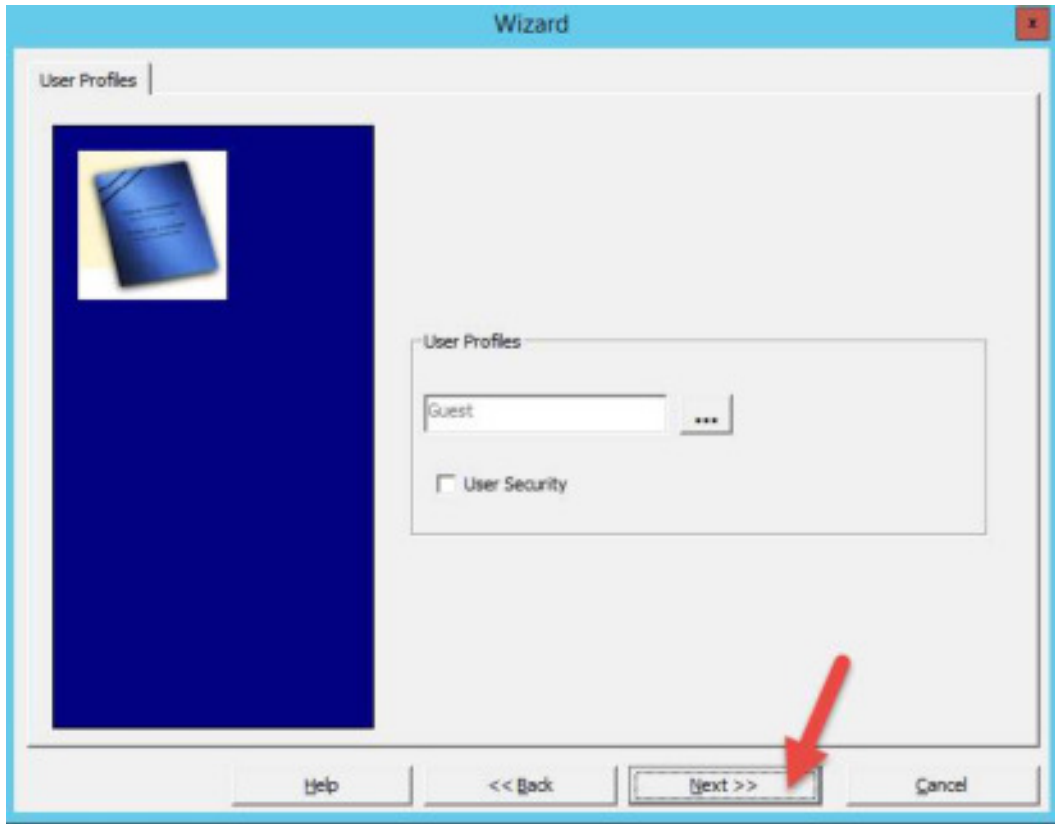 Wizard
x
User Profiles
User Profiles
Guest
...
User Security
Help
<< Back
Next >>
Cancel